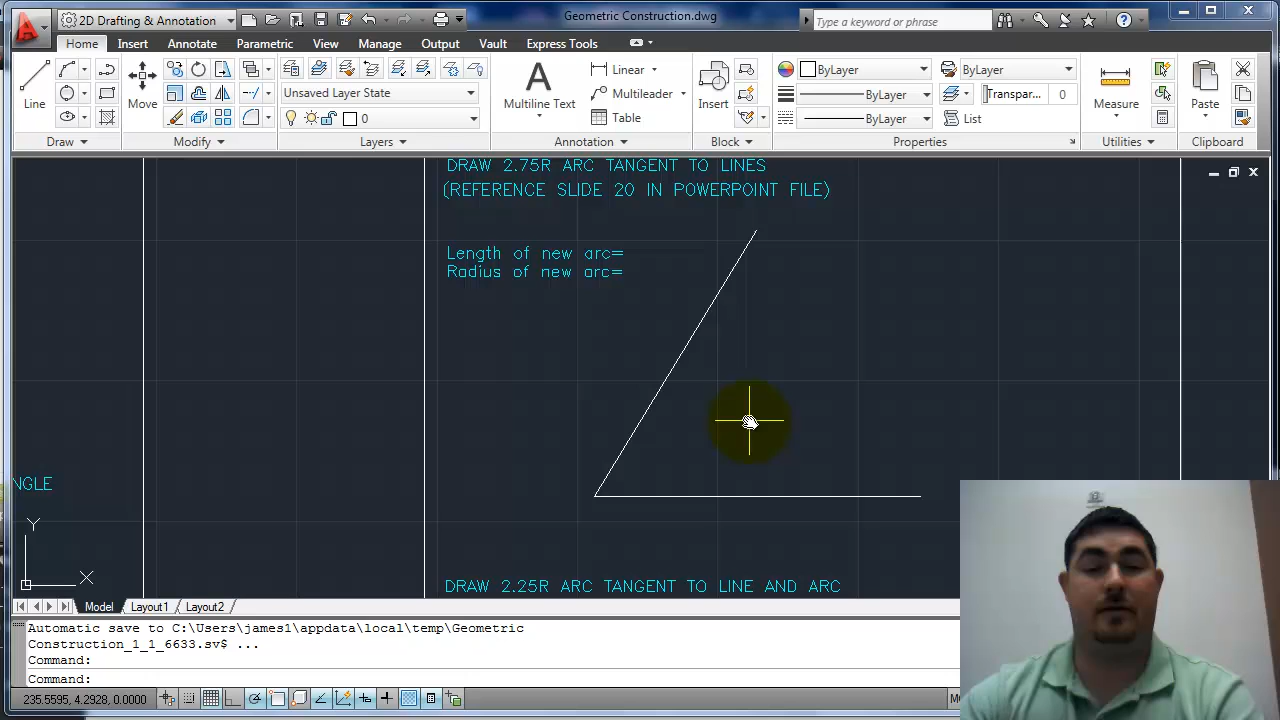 2D Drafting & Annotation
Geometric Construction.dwg
Type a keyword or phrase
Home Insert Annotate Parametric View Manage Output Vault Express Tools
Line
Move
Unsaved Layer State
0
Multiline Text
Linear
Multileader
Table
Insert
ByLayer
ByLayer
ByLayer
ByLayer
Transpar... 0
List
Measure
Paste
Draw Modify Layers Annotation Block Properties Utilities Clipboard
DRAW 2.75R ARC TANGENT TO LINES
(REFERENCE SLIDE 20 IN POWERPOINT FILE)
Length of new arc=
Radius of new arc=
NGLE
Y
X
DRAW 2.25R ARC TANGENT TO LINE AND ARC
Model Layout1 Layout2
Automatic save to C:\Users\james1\appdata\local\temp\Geometric
Construction_1_1_6633.sv$ ...
Command:
Command:
235.5595, 4.2928, 0.0000